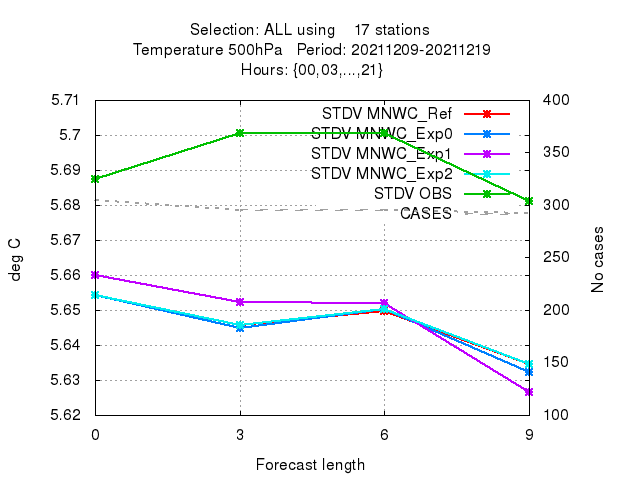 Selection: ALL using    17 stations
Temperature 500hPa   Period: 20211209-20211219
Hours: {00,03,...,21}
5.71
5.7
5.69
5.68
5.67
5.66
5.65
5.64
5.63
5.62
deg C
STDV MNWC_Ref
STDV MNWC_Exp0
STDV MNWC_Exp1
STDV MNWC_Exp2
STDV OBS
CASES
400
350
300
250
200
150
100
No cases
0 3 6 9
Forecast length